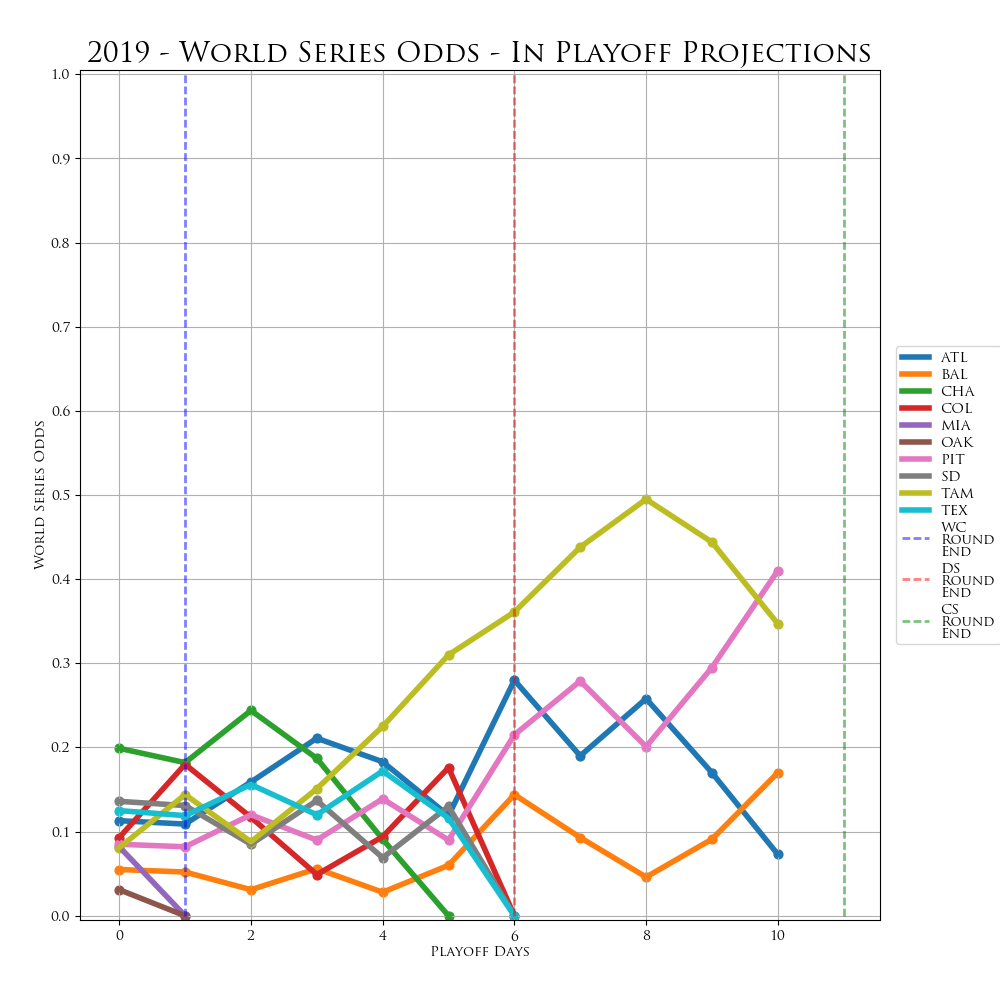 2019 - World Series Odds - In Playoff Projections
1.0
0.9
0.8
0.7
0.6
0.5
0.4
0.3
0.2
0.1
0.0
World Series Odds
0 2 4 6 8 10
Playoff Days
ATL
BAL
CHA
COL
MIA
OAK
PIT
SD
TAM
TEX
WC
Round
End
DS
Round
End
CS
Round
End